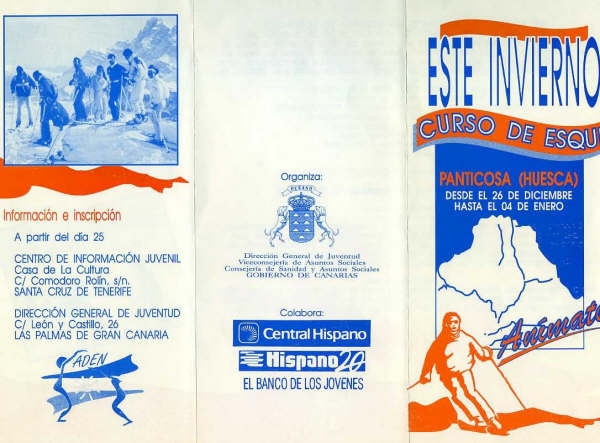 Información e inscripción
A partir del día 25
CENTRO DE INFORMACIÓN JUVENIL
Casa de La Cultura
C/ Comodoro Rolín, s/n.
SANTA CRUZ DE TENERIFE
DIRECCIÓN GENERAL DE JUVENTUD
C/ León y Castillo, 26
LAS PALMAS DE GRAN CANARIA
ADEN
Organiza:
OCEANO
Dirección General de Juventud
Viceconsejería de Asuntos Sociales
Consejería de Sanidad y Asuntos Sociales
GOBIERNO DE CANARIAS
Colabora:
Central Hispano
Hispano 20
EL BANCO DE LOS JOVENES
ESTE INVIERNO
CURSO DE ESQUI
PANTICOSA (HUESCA)
DESDE EL 26 DE DICIEMBRE
HASTA EL 04 DE ENERO
Anímate